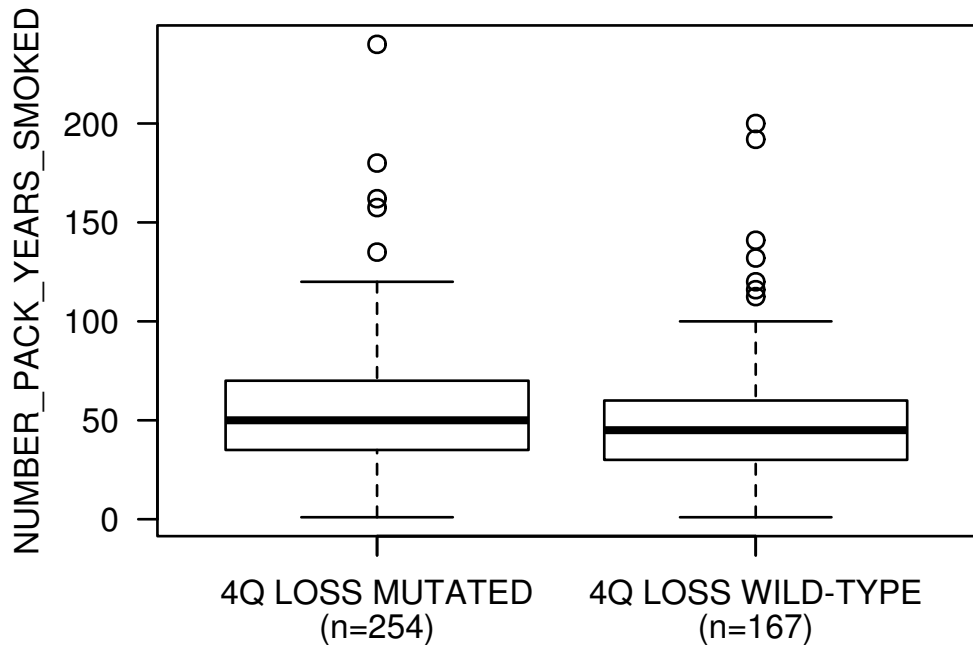 NUMBER_PACK_YEARS_SMOKED
200
150
100
50
0
4Q LOSS MUTATED
(n=254)
4Q LOSS WILD-TYPE
(n=167)